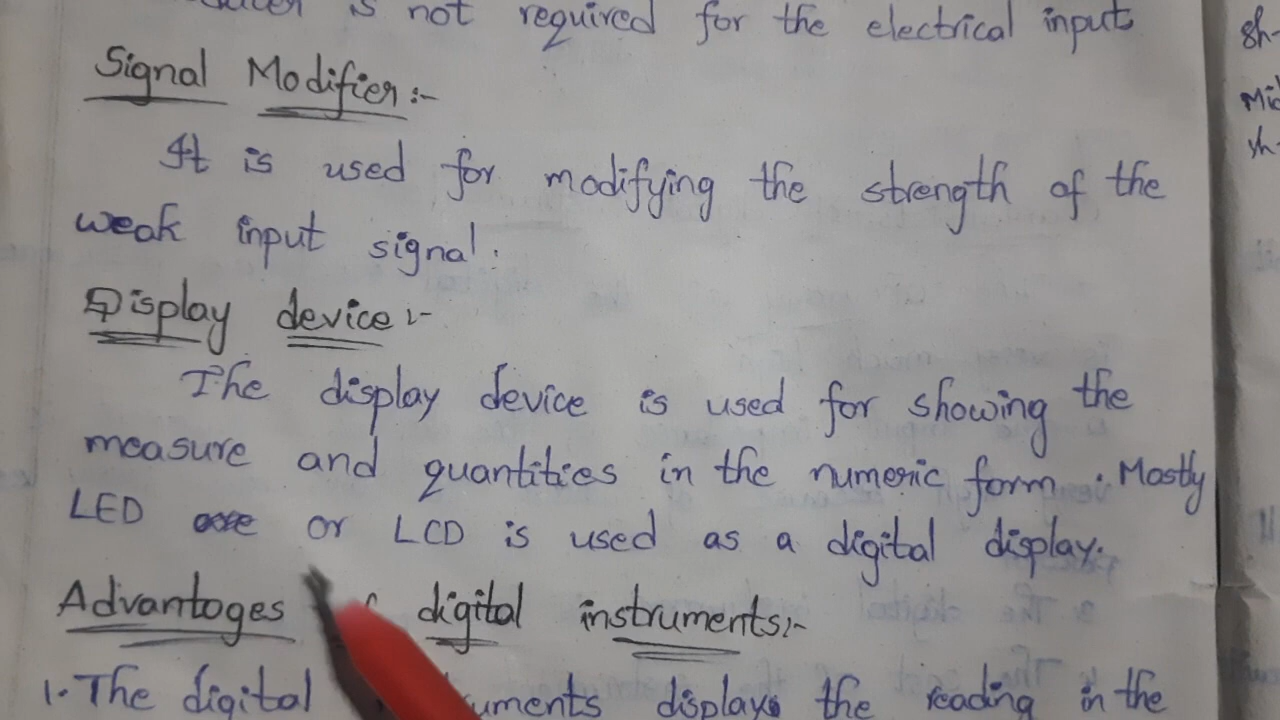 is not required for the electrical input
Signal Modifier:-
It is used for modifying the strength of the
weak input signal.
Display device:-
The display device is used for showing the
measure and quantities in the numeric form. Mostly
LED or LCD is used as a digital display.
Advantages digital instruments:-
1. The digital displays the reading in the